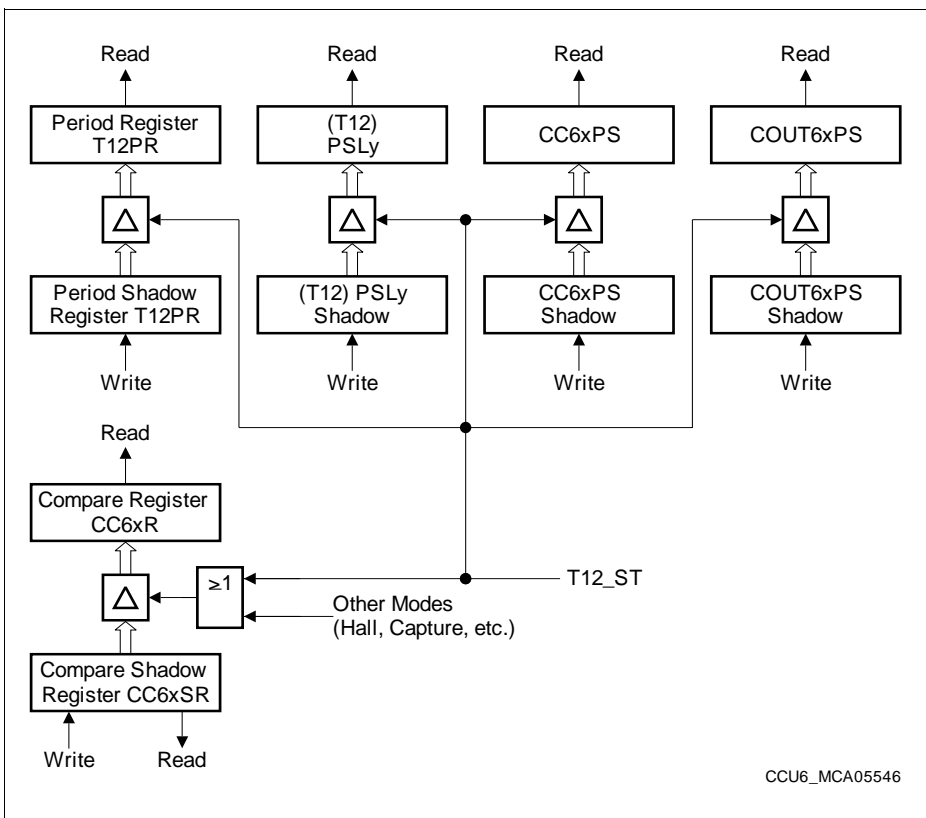 Read Read Read Read
Period Register
T12PR
(T12)
PSLy
CC6xPS
COUT6xPS
Period Shadow
Register T12PR
(T12) PSLy
Shadow
CC6xPS
Shadow
COUT6xPS
Shadow
Write Write Write Write
Read
Compare Register
CC6xR
≥1
T12_ST
Other Modes
(Hall, Capture, etc.)
Compare Shadow
Register CC6xSR
Write Read
CCU6_MCA05546